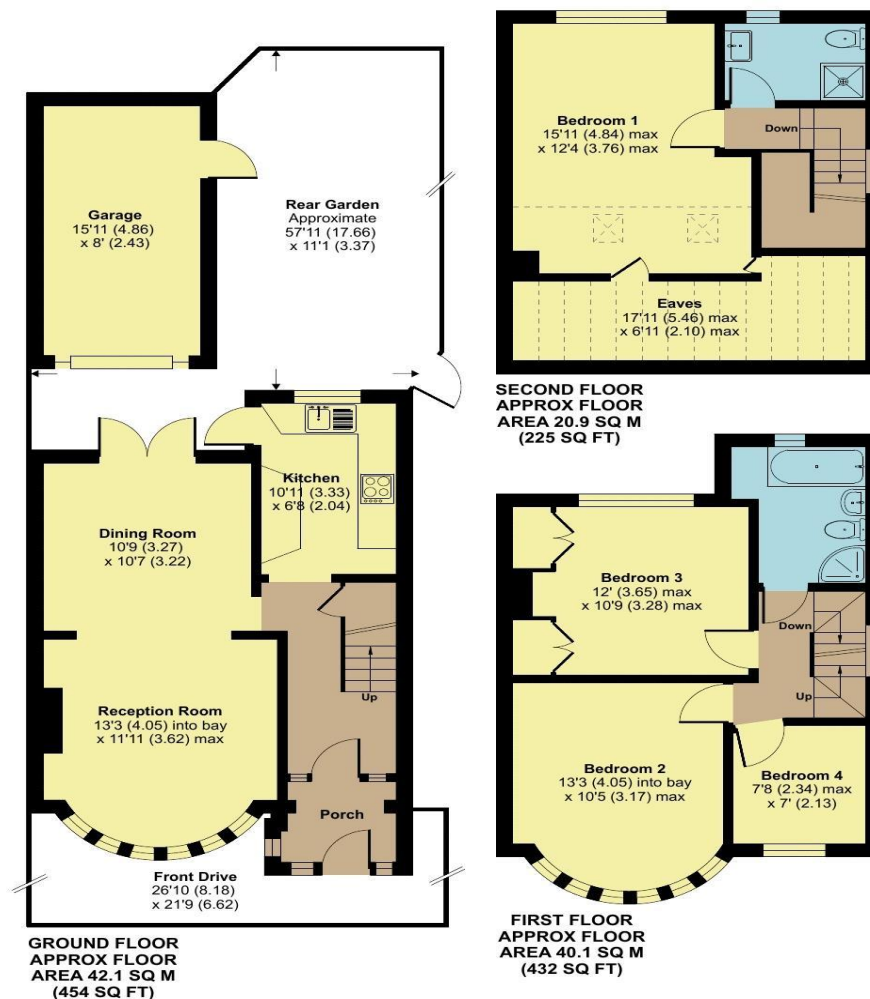 Garage
15'11 (4.86)
x 8' (2.43)
Rear Garden
Approximate
57'11 (17.66)
x 11'1 (3.37)
Kitchen
10'11 (3.33)
x 6'8 (2.04)
Dining Room
10'9 (3.27)
x 10'7 (3.22)
Up
Reception Room
13'3 (4.05) into bay
x 11'11 (3.62) max
Porch
Front Drive
26'10 (8.18)
x 21'9 (6.62)
GROUND FLOOR
APPROX FLOOR
AREA 42.1 SQ M
(454 SQ FT)
Bedroom 1
15'11 (4.84) max
x 12'4 (3.76) max
Down
Eaves
17'11 (5.46) max
x 6'11 (2.10) max
SECOND FLOOR
APPROX FLOOR
AREA 20.9 SQ M
(225 SQ FT)
Bedroom 3
12' (3.65) max
x 10'9 (3.28) max
Down
Up
Bedroom 2
13'3 (4.05) into bay
x 10'5 (3.17) max
Bedroom 4
7'8 (2.34) max
x 7' (2.13)
FIRST FLOOR
APPROX FLOOR
AREA 40.1 SQ M
(432 SQ FT)